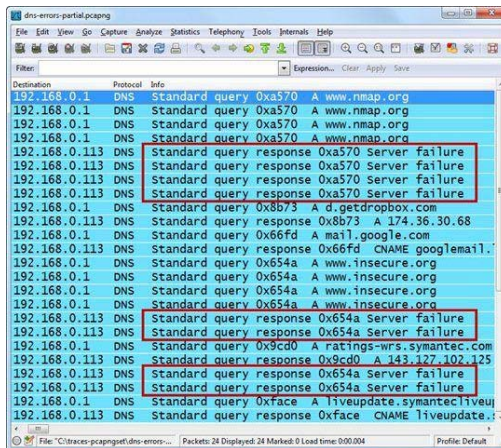 dns-errors-partial.pcapng
File Edit View Go Capture Analyze Statistics Telephony Tools Internals Help
Filter: Expression... Clear Apply Save
Destination Protocol Info
192.168.0.1 DNS Standard query 0xa570 A www.nmap.org
192.168.0.1 DNS Standard query 0xa570 A www.nmap.org
192.168.0.1 DNS Standard query 0xa570 A www.nmap.org
192.168.0.1 DNS Standard query 0xa570 A www.nmap.org
192.168.0.113 DNS Standard query response 0xa570 Server failure
192.168.0.113 DNS Standard query response 0xa570 Server failure
192.168.0.113 DNS Standard query response 0xa570 Server failure
192.168.0.113 DNS Standard query response 0xa570 Server failure
192.168.0.1 DNS Standard query 0x8b73 A d.getdropbox.com
192.168.0.113 DNS Standard query response 0x8b73 A 174.36.30.68
192.168.0.1 DNS Standard query 0x66fd A mail.google.com
192.168.0.113 DNS Standard query response 0x66fd CNAME googlemail.
192.168.0.1 DNS Standard query 0x654a A www.insecure.org
192.168.0.1 DNS Standard query 0x654a A www.insecure.org
192.168.0.1 DNS Standard query 0x654a A www.insecure.org
192.168.0.1 DNS Standard query 0x654a A www.insecure.org
192.168.0.113 DNS Standard query response 0x654a Server failure
192.168.0.113 DNS Standard query response 0x654a Server failure
192.168.0.1 DNS Standard query 0x9cd0 A ratings-wrs.symantec.com
192.168.0.113 DNS Standard query response 0x9cd0 A 143.127.102.125
192.168.0.113 DNS Standard query response 0x654a Server failure
192.168.0.113 DNS Standard query response 0x654a Server failure
192.168.0.1 DNS Standard query 0xface A liveupdate.symantecliveup
192.168.0.113 DNS Standard query response 0xface CNAME liveupdate.
File: "C:\traces-pcapngset\dns-errors-... Packets: 24 Displayed: 24 Marked: 0 Load time: 0:00.004 Profile: Default